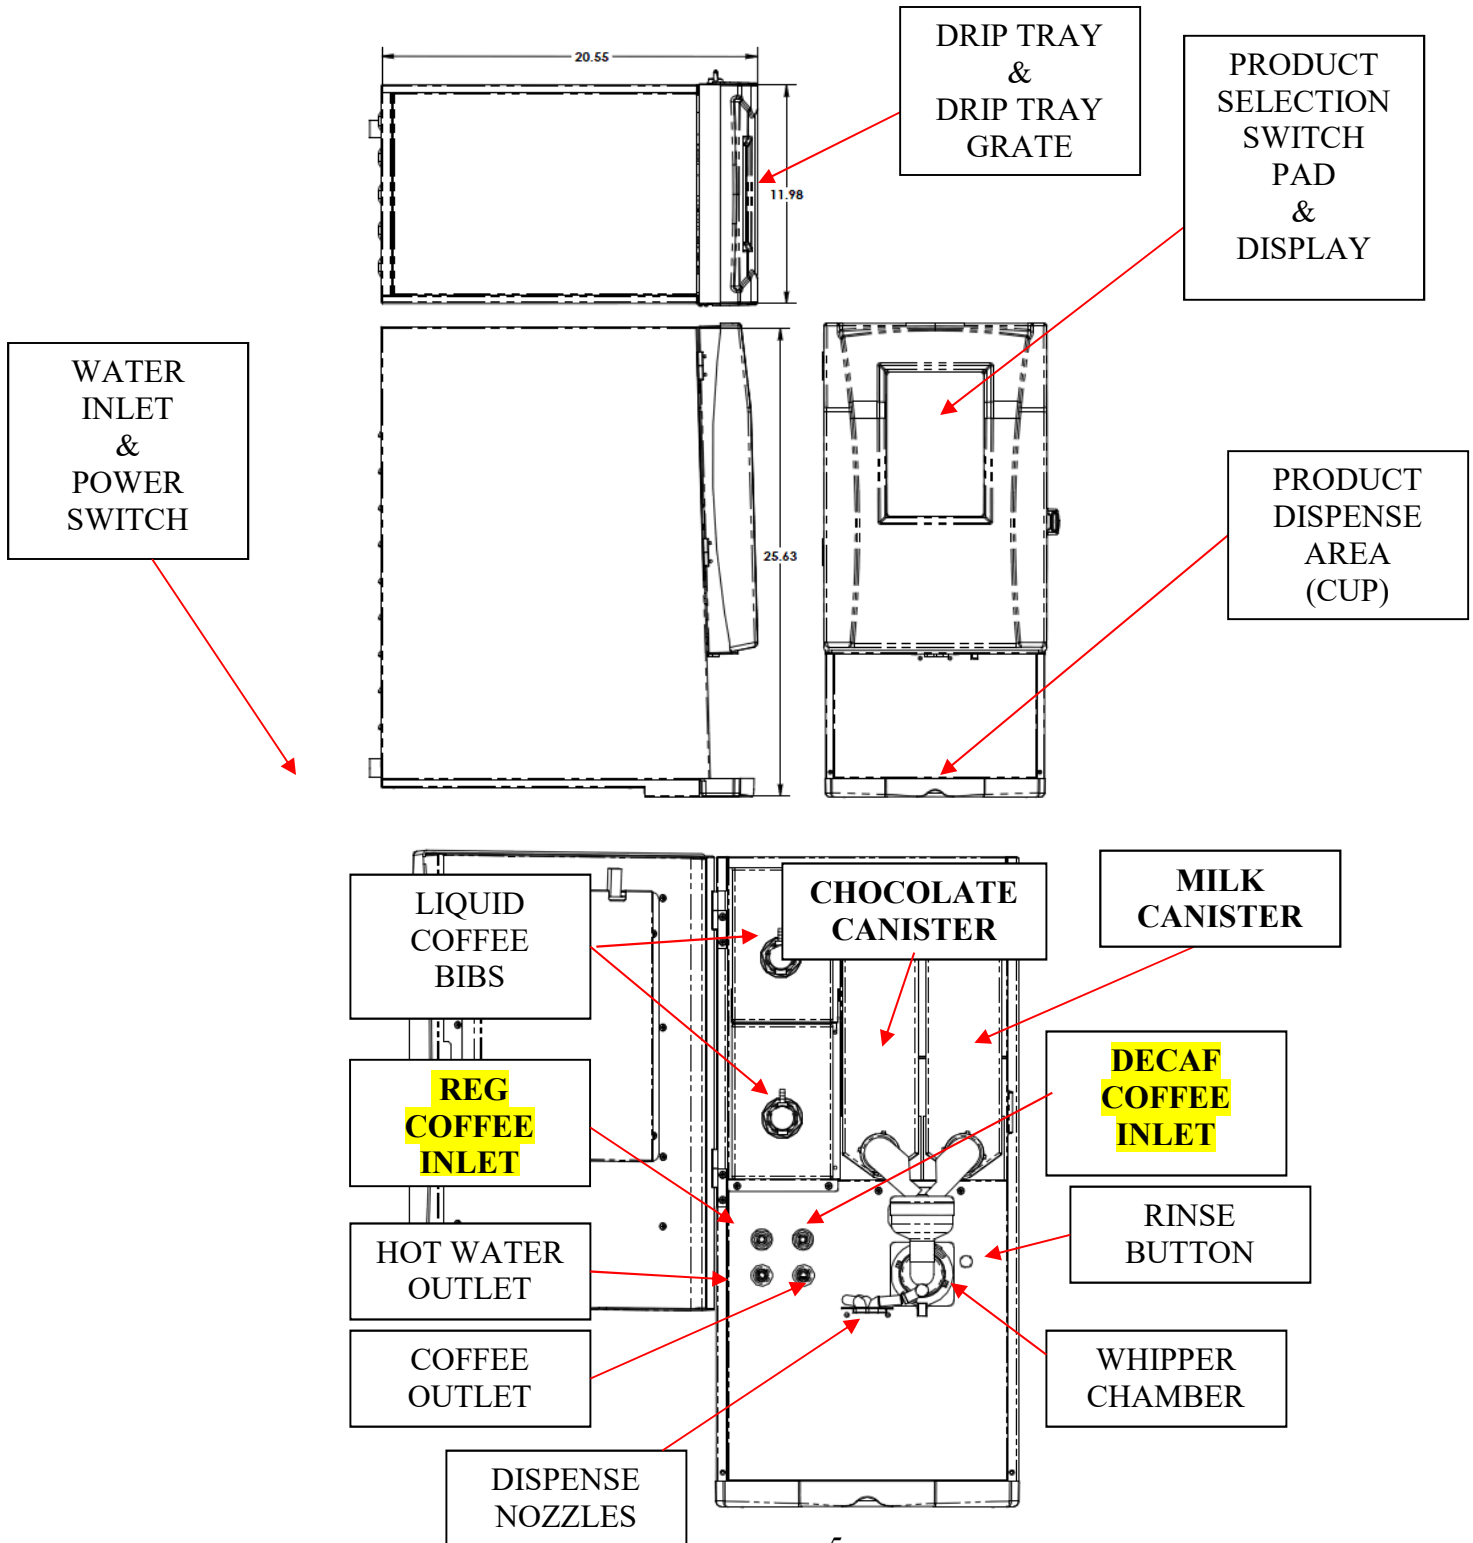 20.55
DRIP TRAY
&
DRIP TRAY
GRATE
PRODUCT
SELECTION
SWITCH
PAD
&
DISPLAY
11.98
WATER
INLET
&
POWER
SWITCH
25.63
PRODUCT
DISPENSE
AREA
(CUP)
LIQUID
COFFEE
BIBS
CHOCOLATE
CANISTER
MILK
CANISTER
REG
COFFEE
INLET
DECAF
COFFEE
INLET
HOT WATER
OUTLET
RINSE
BUTTON
COFFEE
OUTLET
WHIPPER
CHAMBER
DISPENSE
NOZZLES
5